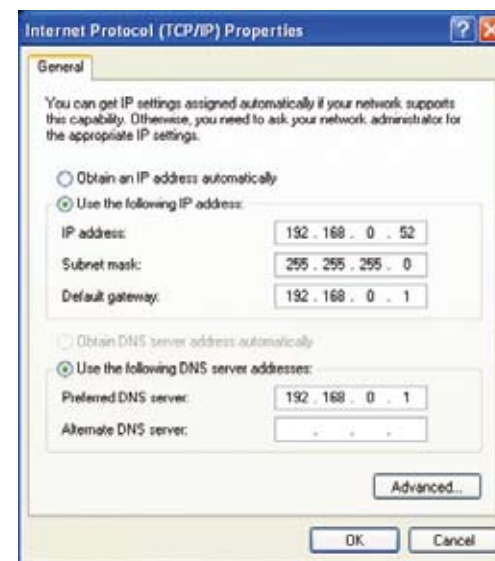 Internet Protocol (TCP/IP) Properties
General
You can get IP settings assigned automatically if your network supports
this capability. Otherwise, you need to ask your network administrator for
the appropriate IP settings.
Obtain an IP address automatically
Use the following IP address:
IP address: 192 . 168 . 0 . 52
Subnet mask: 255 . 255 . 255 . 0
Default gateway: 192 . 168 . 0 . 1
Obtain DNS server address automatically
Use the following DNS server addresses:
Preferred DNS server: 192 . 168 . 0 . 1
Alternate DNS server: . . .
Advanced...
OK Cancel